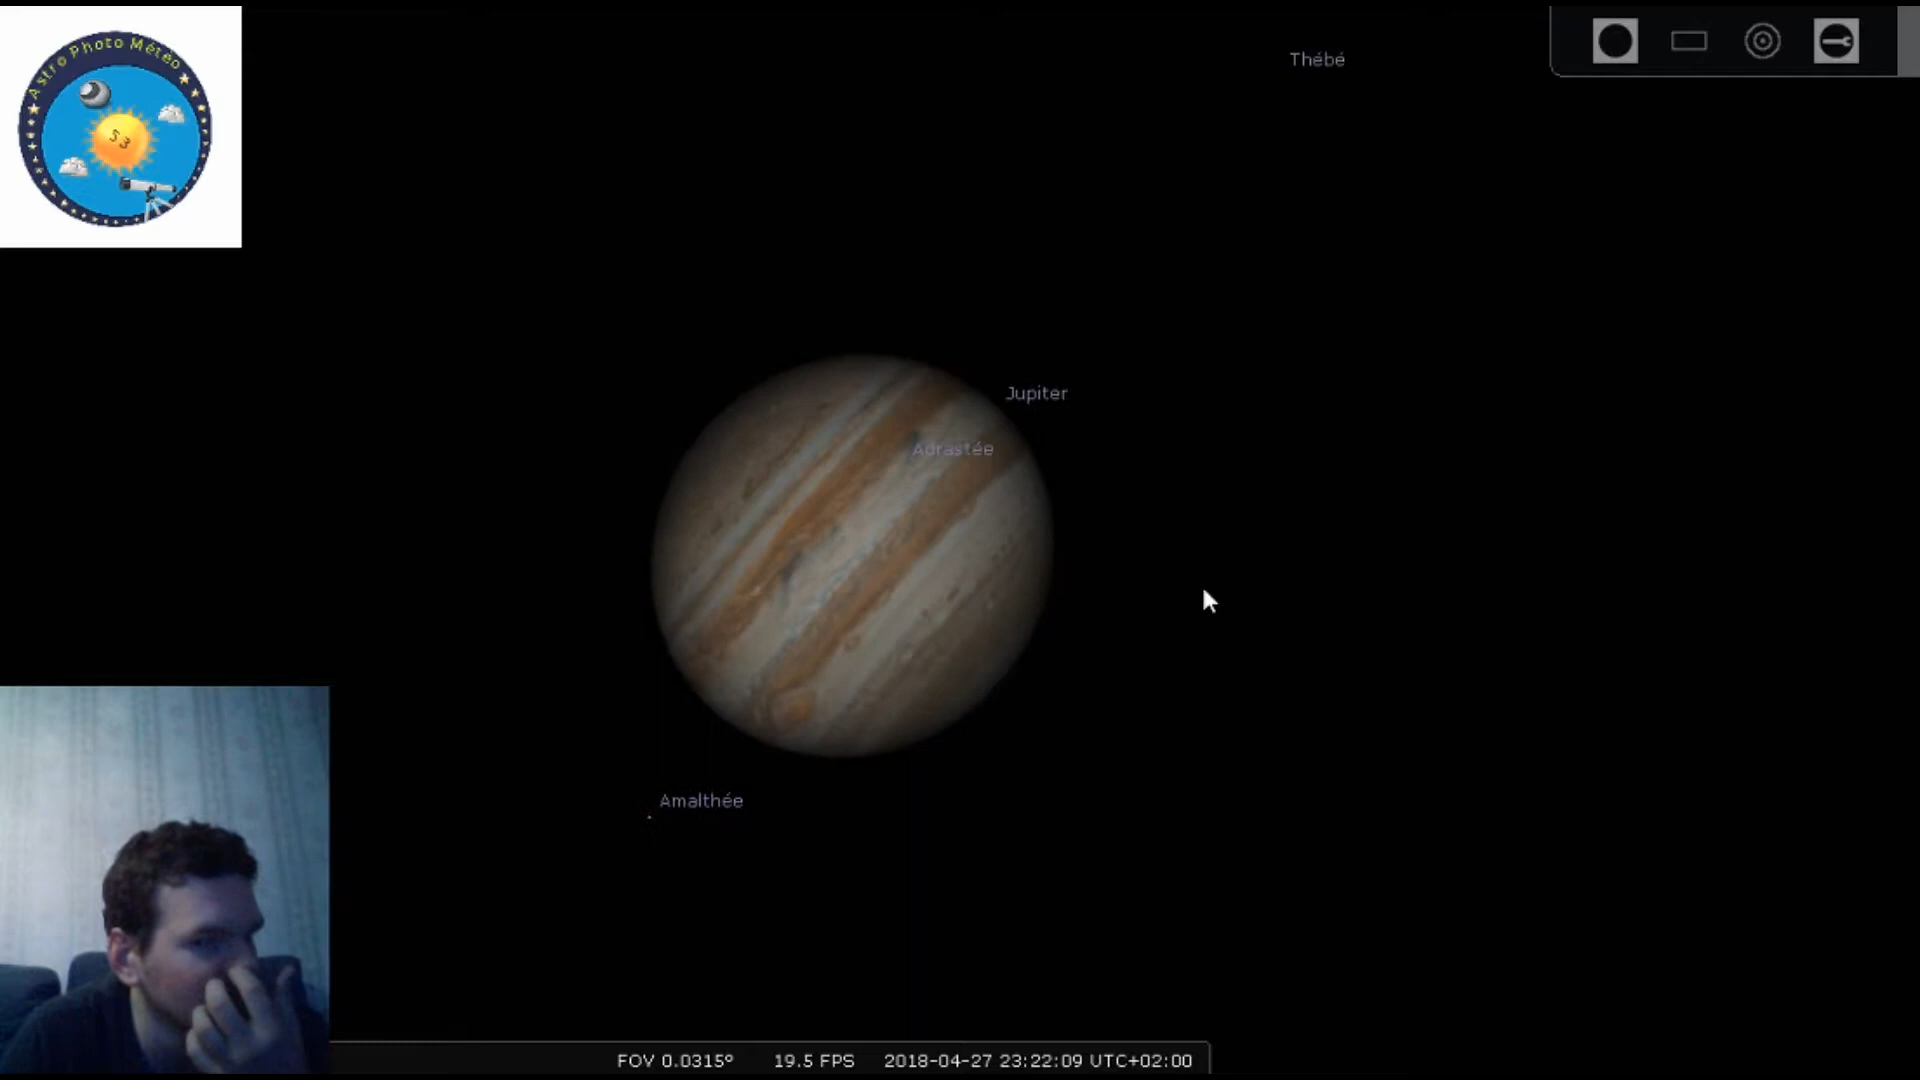 Astro Photo Météo
53
Thébé
Jupiter
Adrastée
Amalthée
FOV 0.0315° 19.5 FPS 2018-04-27 23:22:09 UTC+02:00